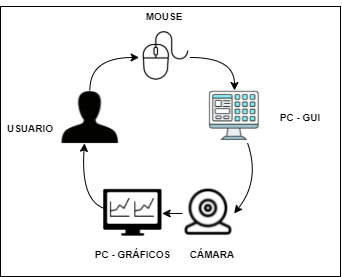 MOUSE
PC - GUI
USUARIO
PC - GRÁFICOS
CÁMARA